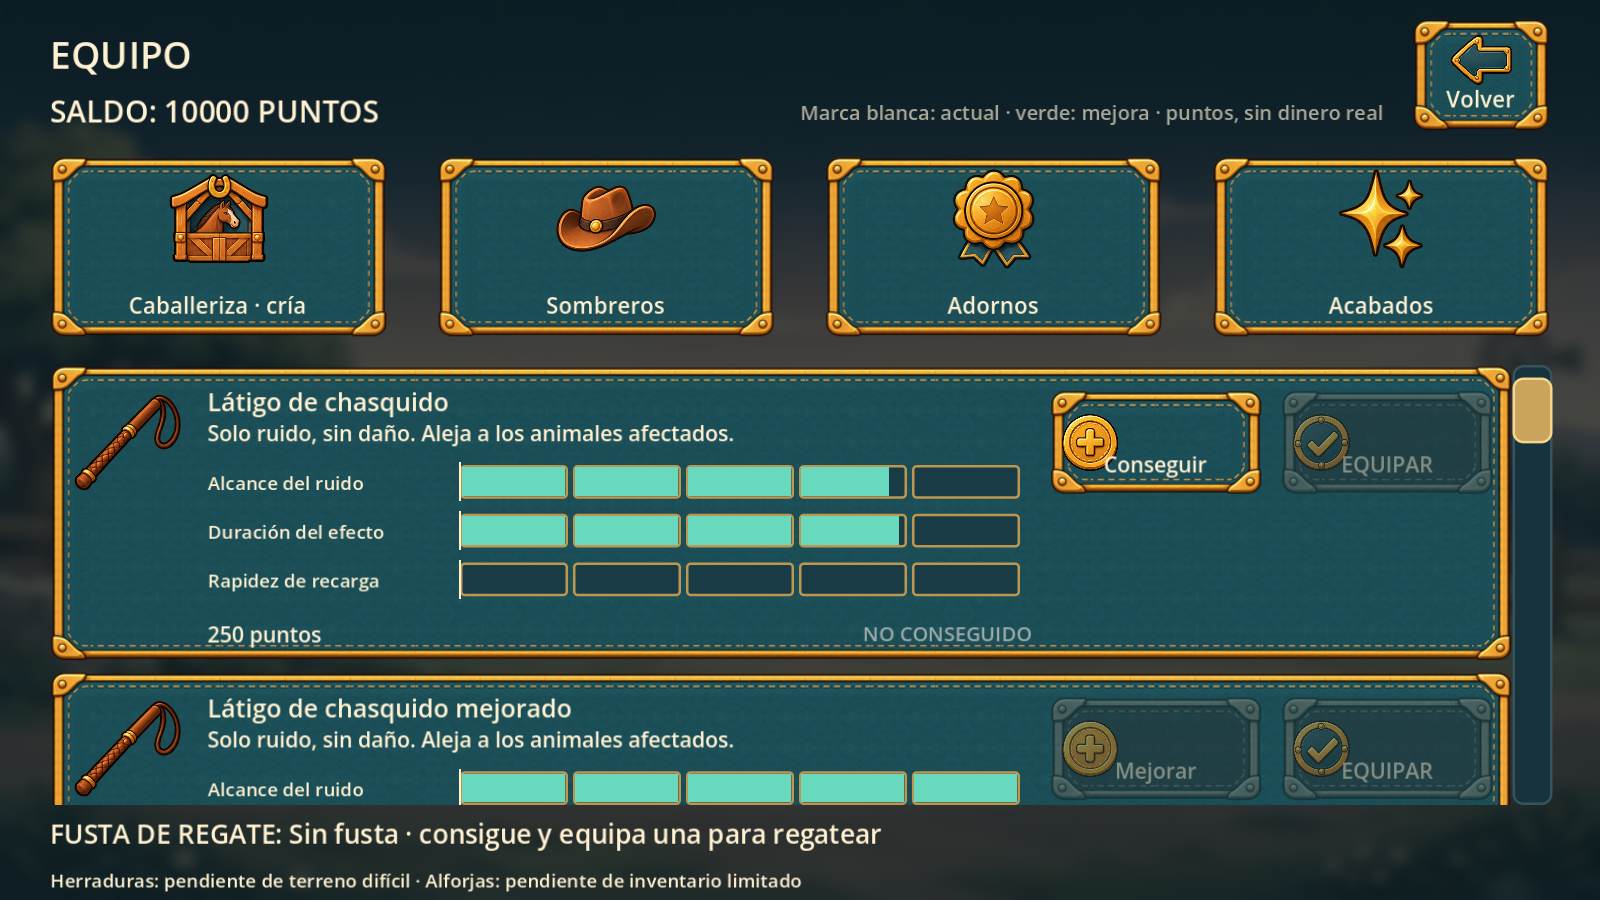 EQUIPO
Volver
SALDO: 10000 PUNTOS
Marca blanca: actual · verde: mejora · puntos, sin dinero real
Caballeriza · cría
Sombreros
Adornos
Acabados
Látigo de chasquido
Solo ruido, sin daño. Aleja a los animales afectados.
Conseguir
EQUIPAR
Alcance del ruido
Duración del efecto
Rapidez de recarga
250 puntos
NO CONSEGUIDO
Látigo de chasquido mejorado
Solo ruido, sin daño. Aleja a los animales afectados.
Mejorar
EQUIPAR
Alcance del ruido
FUSTA DE REGATE: Sin fusta · consigue y equipa una para regatear
Herraduras: pendiente de terreno difícil · Alforjas: pendiente de inventario limitado